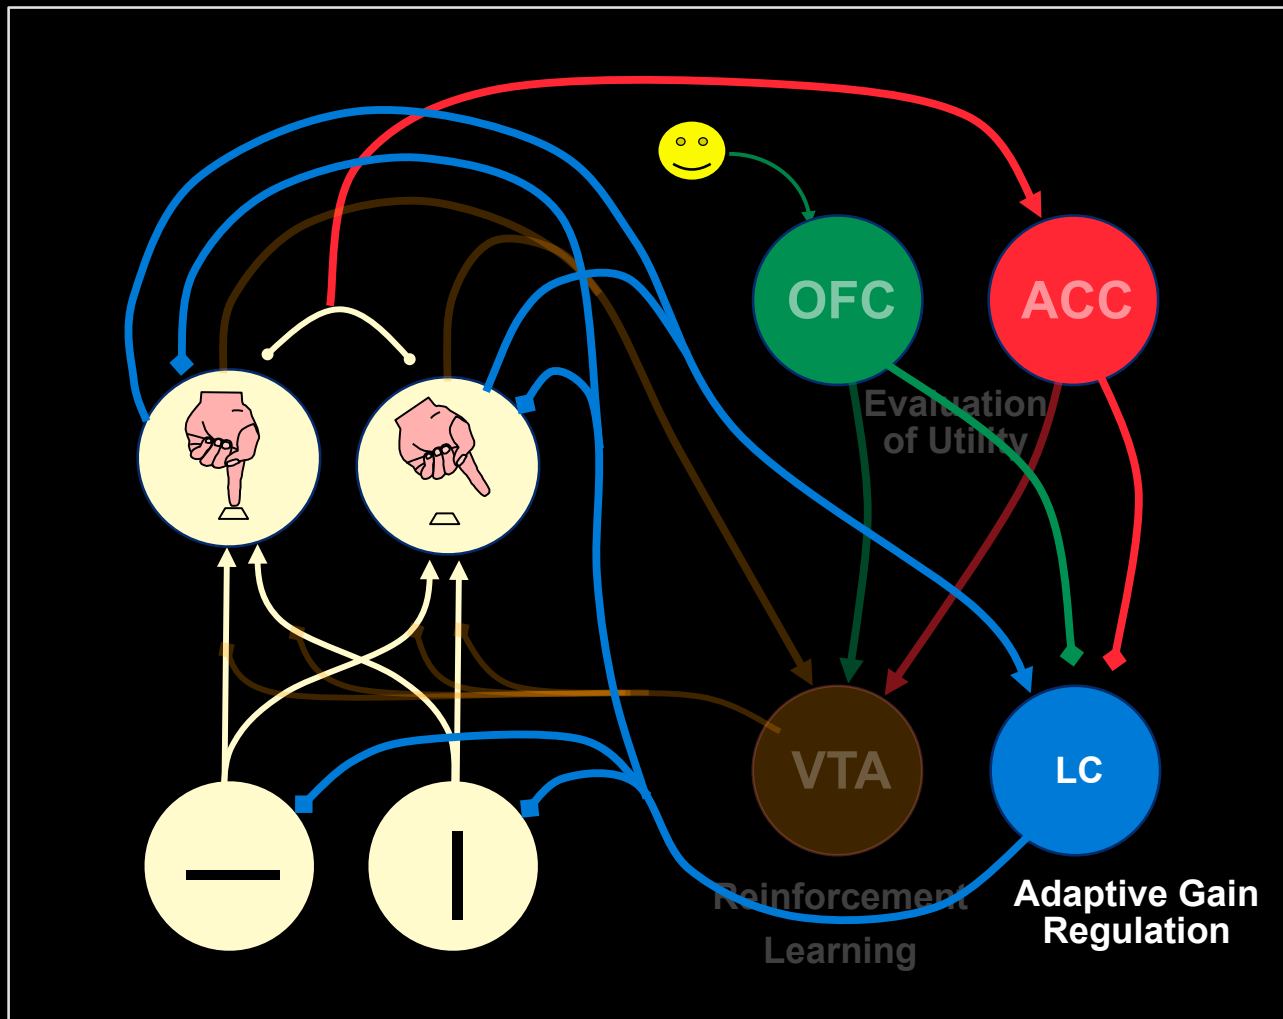 OFC
ACC
Evaluation
of Utility
VTA
LC
Reinforcement
Learning
Adaptive Gain
Regulation